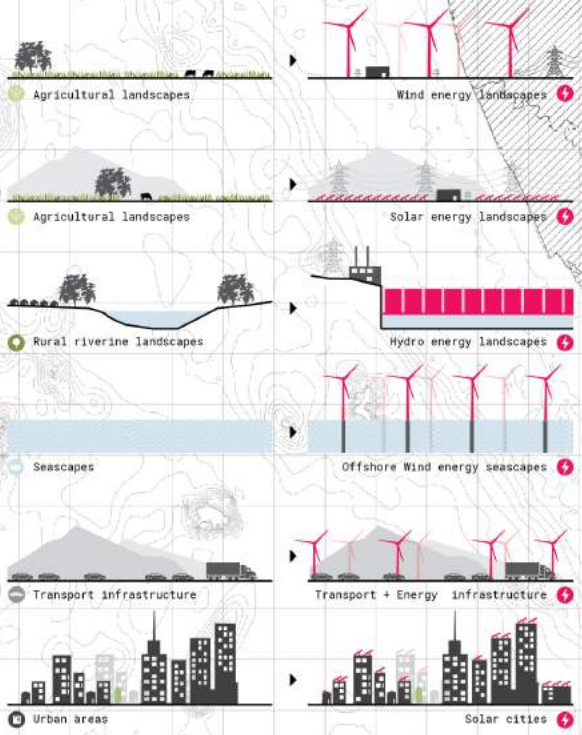 Agricultural landscapes
Wind energy landscapes
Agricultural landscapes
Solar energy landscapes
Rural riverine landscapes
Hydro energy landscapes
Seascapes
Offshore Wind energy seascapes
Transport infrastructure
Transport + Energy infrastructure
Urban areas
Solar cities